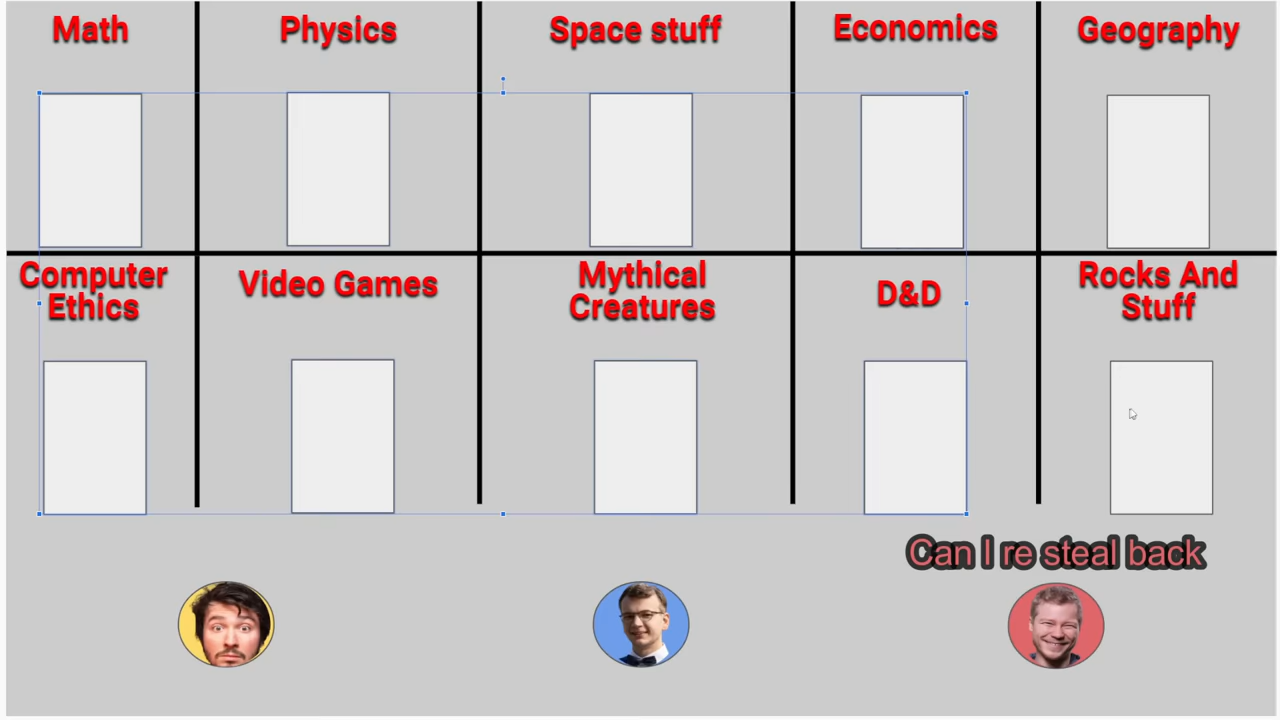 Math
Physics
Space stuff
Economics
Geography
Computer
Ethics
Video Games
Mythical
Creatures
D&D
Rocks And
Stuff
Can I re steal back